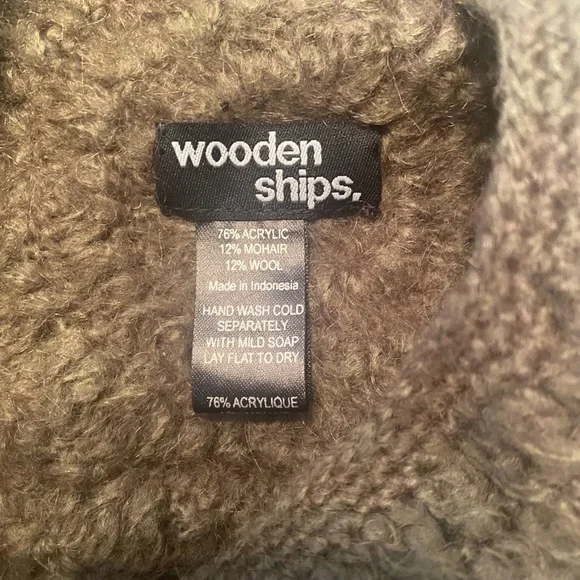 wooden
ships.
76% ACRYLIC
12% MOHAIR
12% WOOL
Made in Indonesia
HAND WASH COLD
SEPARATELY
WITH MILD SOAP
LAY FLAT TO DRY
76% ACRYLIQUE